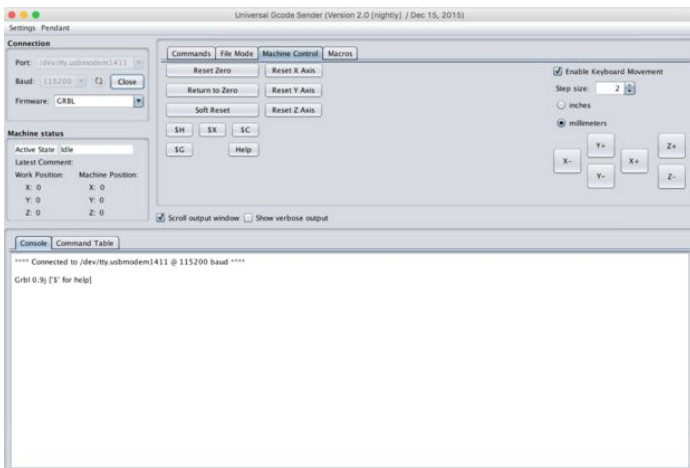 Universal Gcode Sender (Version 2.0 [nightly] / Dec 15, 2015)
Settings Pendant
Connection
Port: /dev/tty.usbmodem1411
Baud: 115200 Close
Firmware: GRBL
Machine status
Active State: Idle
Latest Comment:
Work Position: Machine Position:
X: 0 X: 0
Y: 0 Y: 0
Z: 0 Z: 0
Commands File Mode Machine Control Macros
Reset Zero Reset X Axis
Return to Zero Reset Y Axis
Soft Reset Reset Z Axis
$H $X $C
$G Help
Enable Keyboard Movement
Step size: 2
inches
millimeters
Y+ Z+
X- X+
Y- Z-
Scroll output window Show verbose output
Console Command Table
**** Connected to /dev/tty.usbmodem1411 @ 115200 baud ****
Grbl 0.9j ['$' for help]